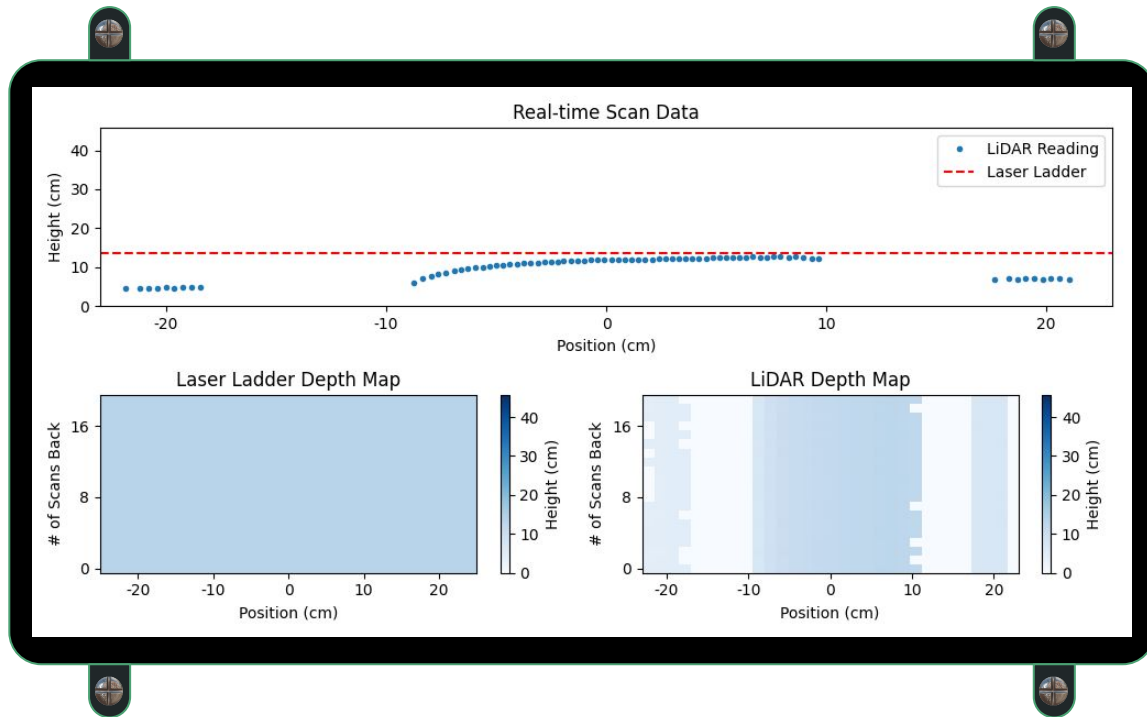 Real-time Scan Data
Height (cm)
40
30
20
10
0
LiDAR Reading
Laser Ladder
-20
-10
0
10
20
Position (cm)
Laser Ladder Depth Map
# of Scans Back
16
8
0
-20
-10
0
10
20
Position (cm)
40
30
20
10
0
Height (cm)
LiDAR Depth Map
# of Scans Back
16
8
0
-20
-10
0
10
20
Position (cm)
40
30
20
10
0
Height (cm)